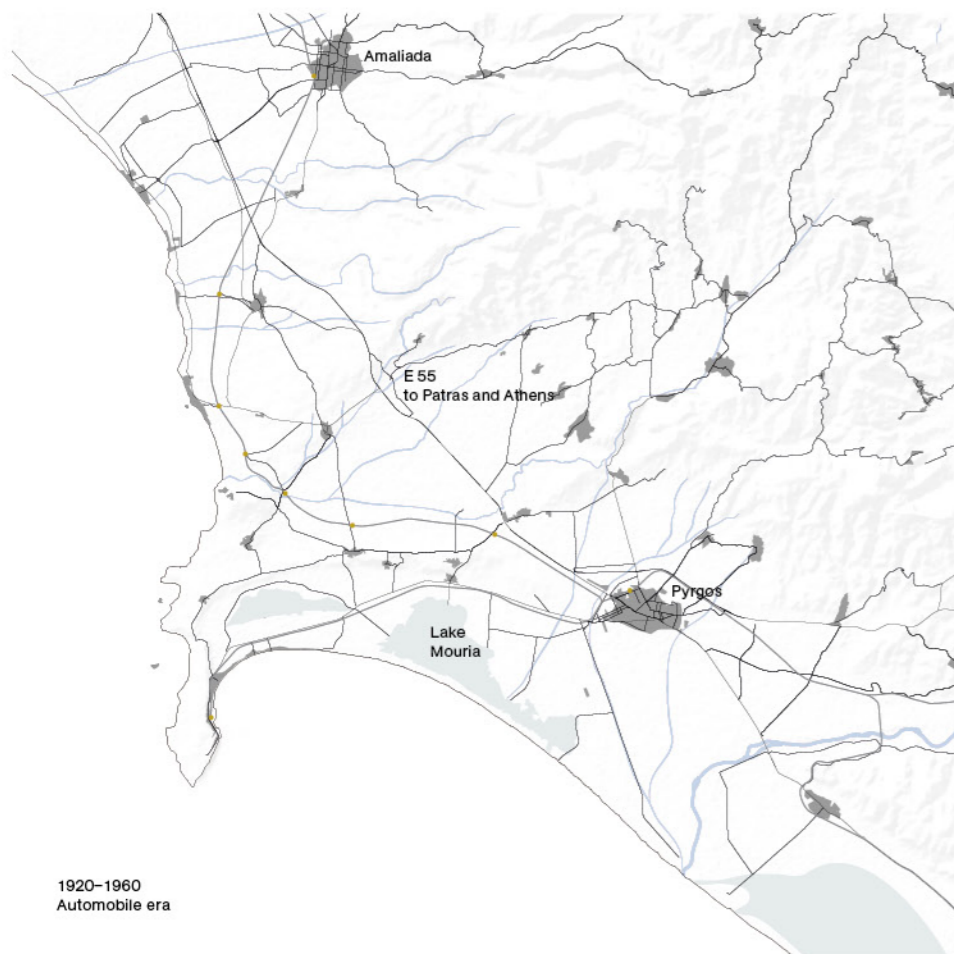 Amaliada
E 55
to Patras and Athens
Pyrgos
Lake
Mouria
1920–1960
Automobile era